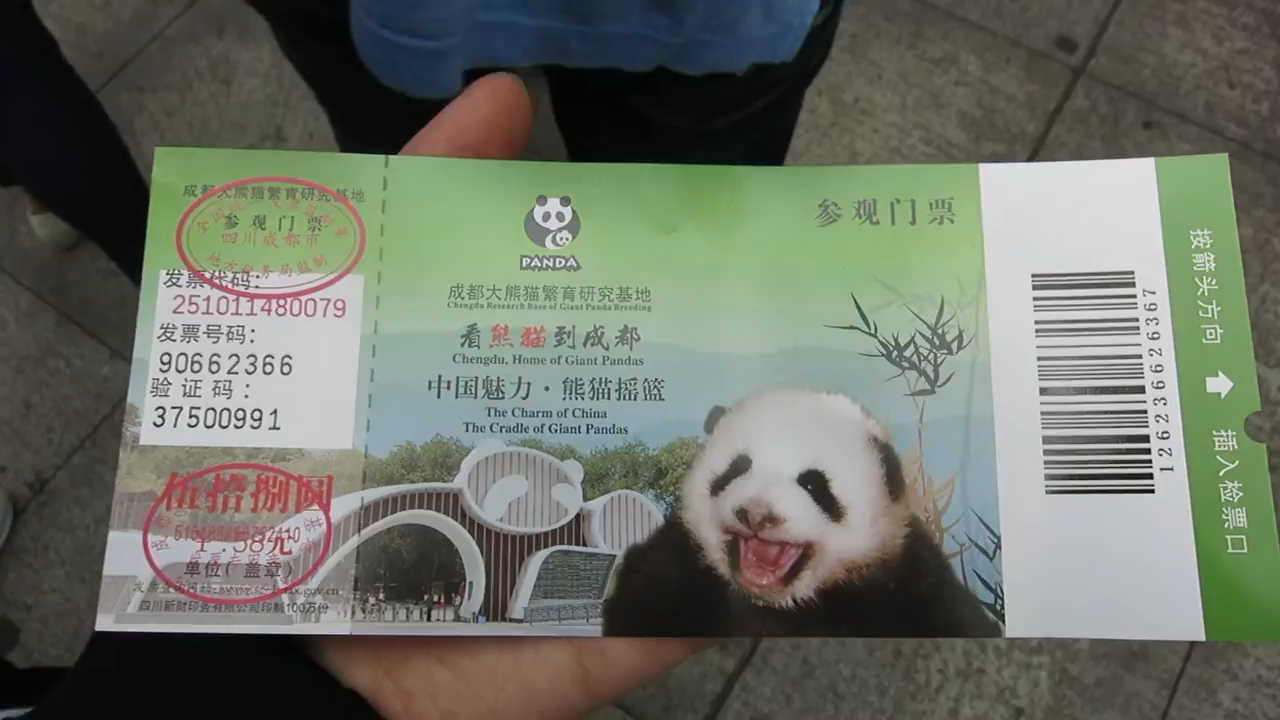 成都大熊猫繁育研究基地
参观门票
四川成都市
发票代码:
251011480079
发票号码:
90662366
验证码:
37500991
伍拾捌圆
单位(盖章)
四川新财印务有限公司印制100万份
PANDA
成都大熊猫繁育研究基地
Chengdu Research Base of Giant Panda Breeding
看熊猫到成都
Chengdu, Home of Giant Pandas
中国魅力·熊猫摇篮
The Charm of China
The Cradle of Giant Pandas
参观门票
1262366626367
按箭头方向 插入检票口